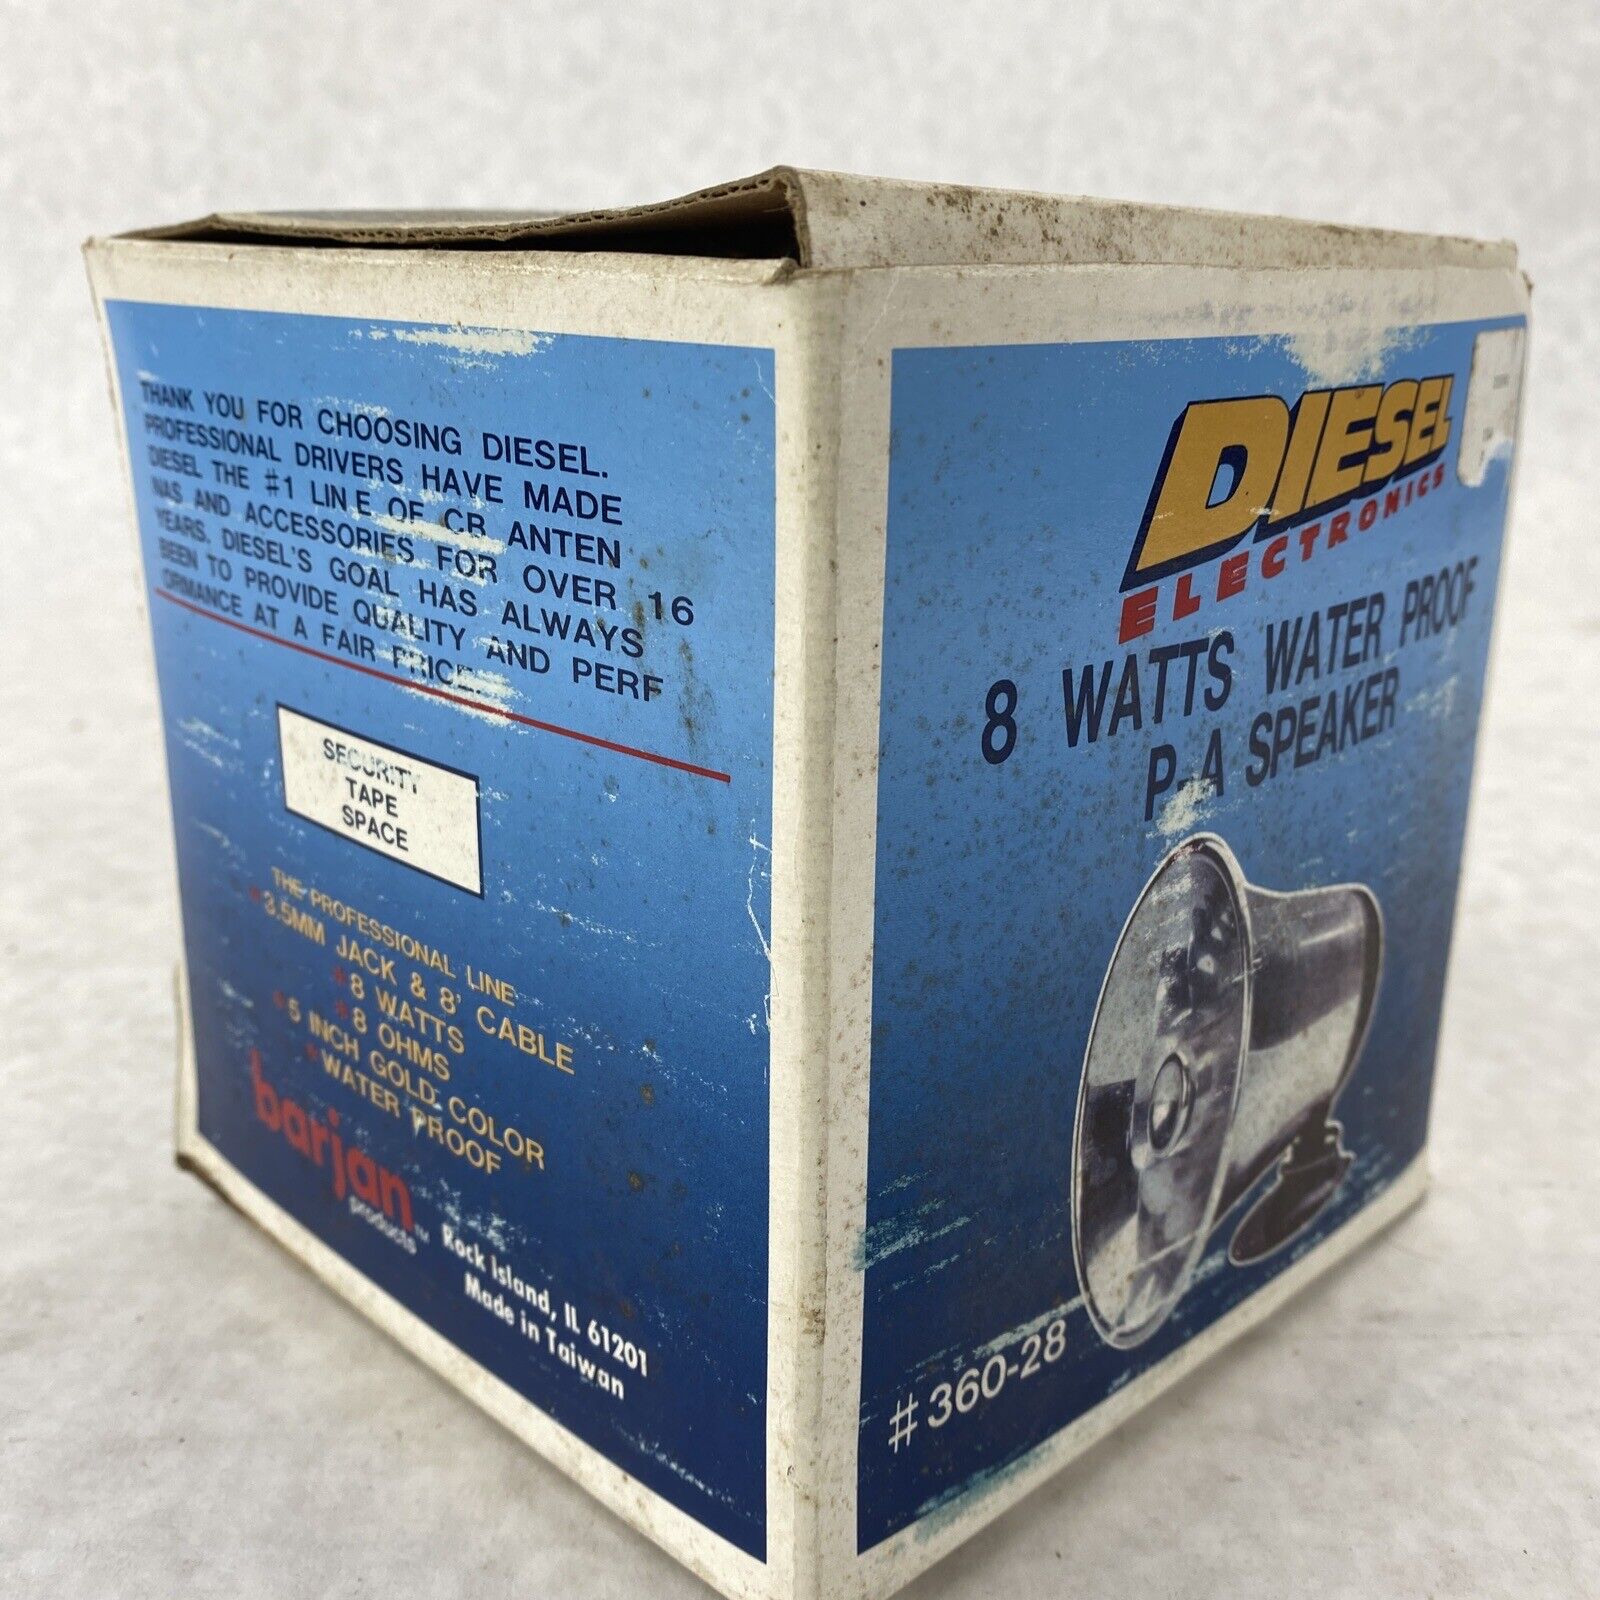 THANK YOU FOR CHOOSING DIESEL.
PROFESSIONAL DRIVERS HAVE MADE
DIESEL THE #1 LINE OF CB ANTEN
NAS AND ACCESSORIES FOR OVER 16
YEARS. DIESEL'S GOAL HAS ALWAYS
BEEN TO PROVIDE QUALITY AND PERF
ORMANCE AT A FAIR PRICE.
SECURITY
TAPE
SPACE
THE PROFESSIONAL LINE
*3.5MM JACK & 8' CABLE
*8 WATTS
*8 OHMS
*5 INCH GOLD COLOR
*WATER PROOF
barjan
products™
Rock Island, IL 61201
Made in Taiwan
DIESEL
ELECTRONICS
8 WATTS WATER PROOF
P-A SPEAKER
#360-28